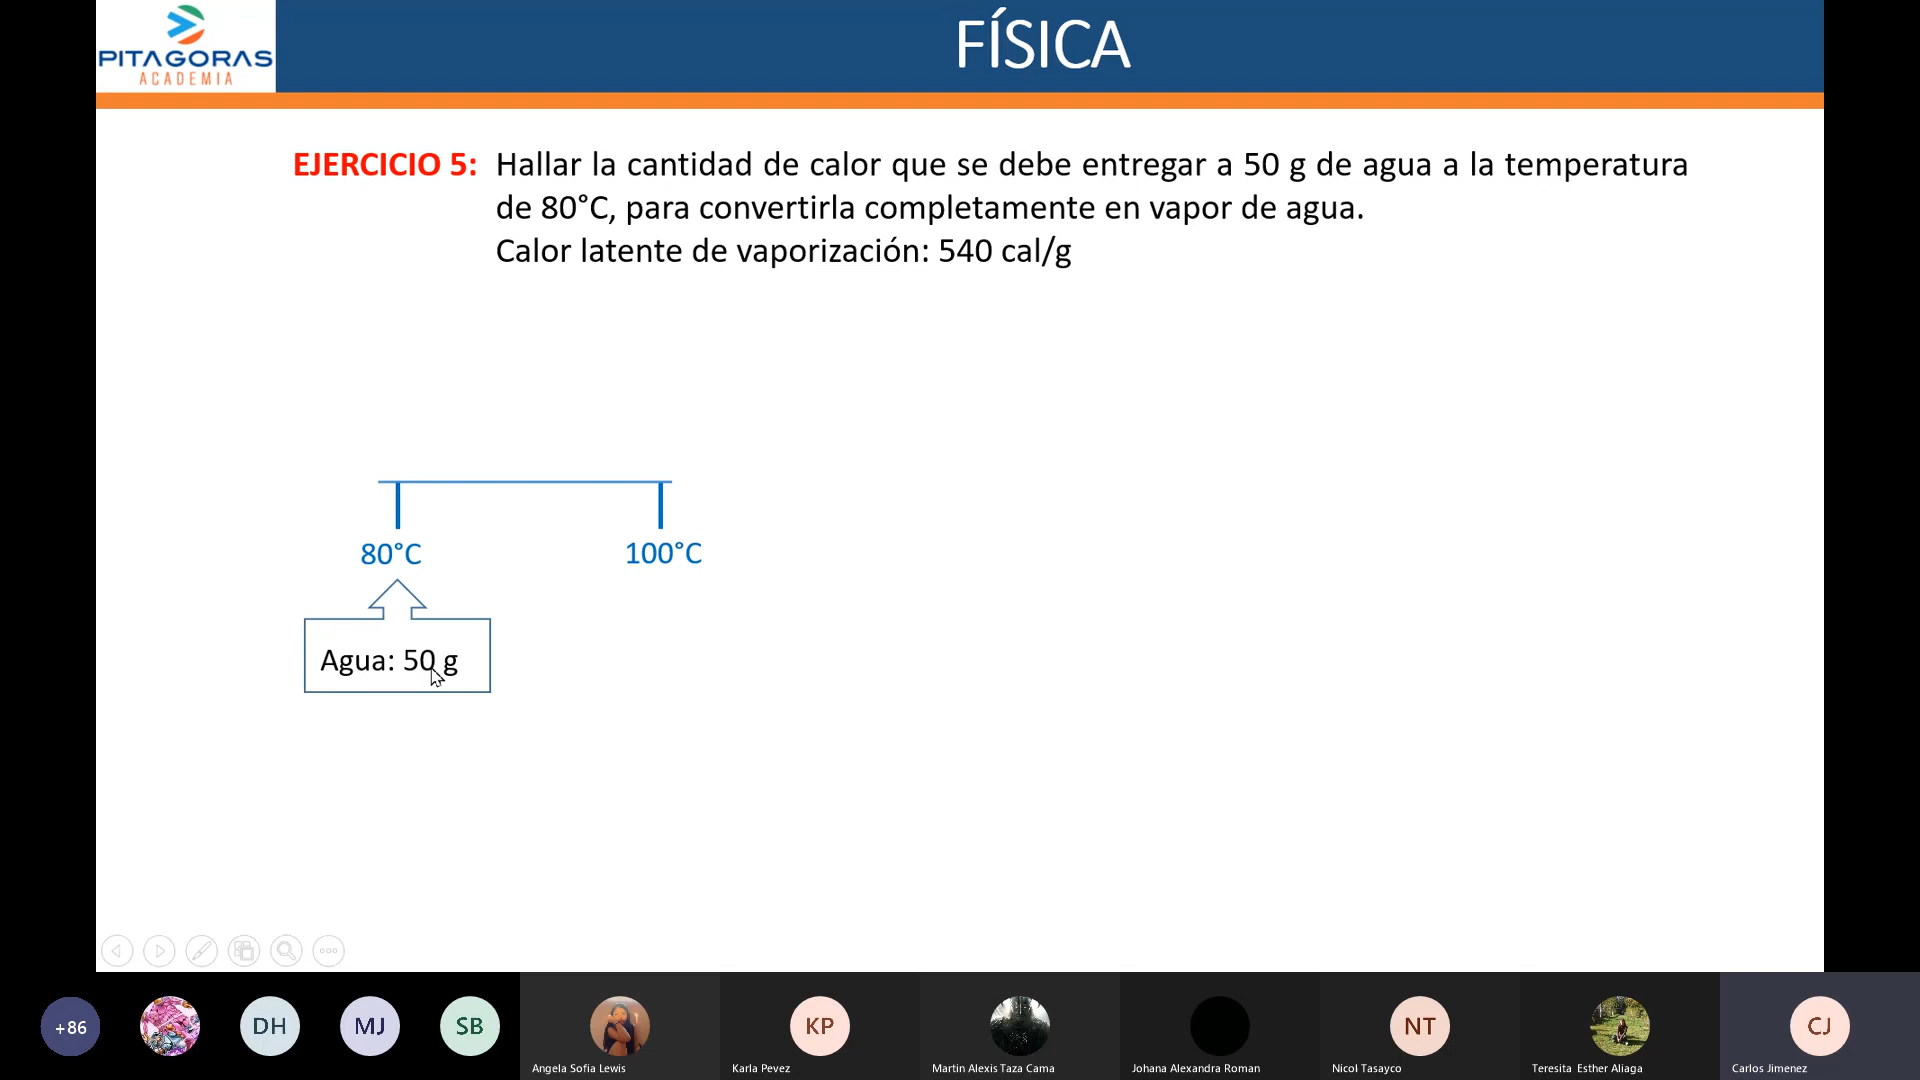 PITAGORAS
ACADEMIA
FÍSICA
EJERCICIO 5: Hallar la cantidad de calor que se debe entregar a 50 g de agua a la temperatura
de 80°C, para convertirla completamente en vapor de agua.
Calor latente de vaporización: 540 cal/g
80°C
100°C
Agua: 50 g
+86
DH
MJ
SB
KP
NT
CJ
Angela Sofia Lewis
Karla Pevez
Martin Alexis Taza Cama
Johana Alexandra Roman
Nicol Tasayco
Teresita Esther Aliaga
Carlos Jimenez